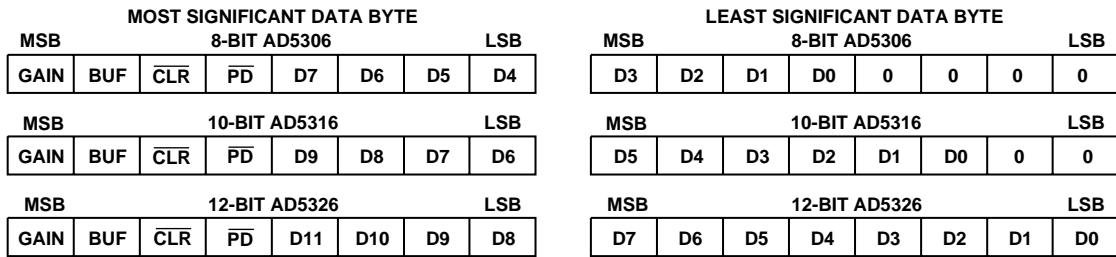 MOST SIGNIFICANT DATA BYTE
MSB 8-BIT AD5306 LSB
GAIN BUF CLR PD D7 D6 D5 D4
MSB 10-BIT AD5316 LSB
GAIN BUF CLR PD D9 D8 D7 D6
MSB 12-BIT AD5326 LSB
GAIN BUF CLR PD D11 D10 D9 D8
LEAST SIGNIFICANT DATA BYTE
MSB 8-BIT AD5306 LSB
D3 D2 D1 D0 0 0 0 0
MSB 10-BIT AD5316 LSB
D5 D4 D3 D2 D1 D0 0 0
MSB 12-BIT AD5326 LSB
D7 D6 D5 D4 D3 D2 D1 D0